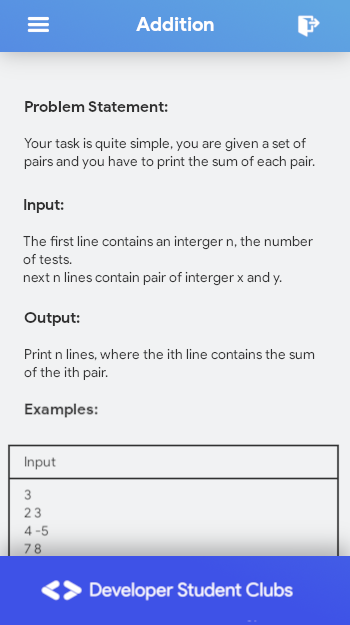 Addition
Problem Statement:
Your task is quite simple, you are given a set of
pairs and you have to print the sum of each pair.
Input:
The first line contains an interger n, the number
of tests.
next n lines contain pair of interger x and y.
Output:
Print n lines, where the ith line contains the sum
of the ith pair.
Examples:
Input
3
2 3
4 -5
7 8
<> Developer Student Clubs